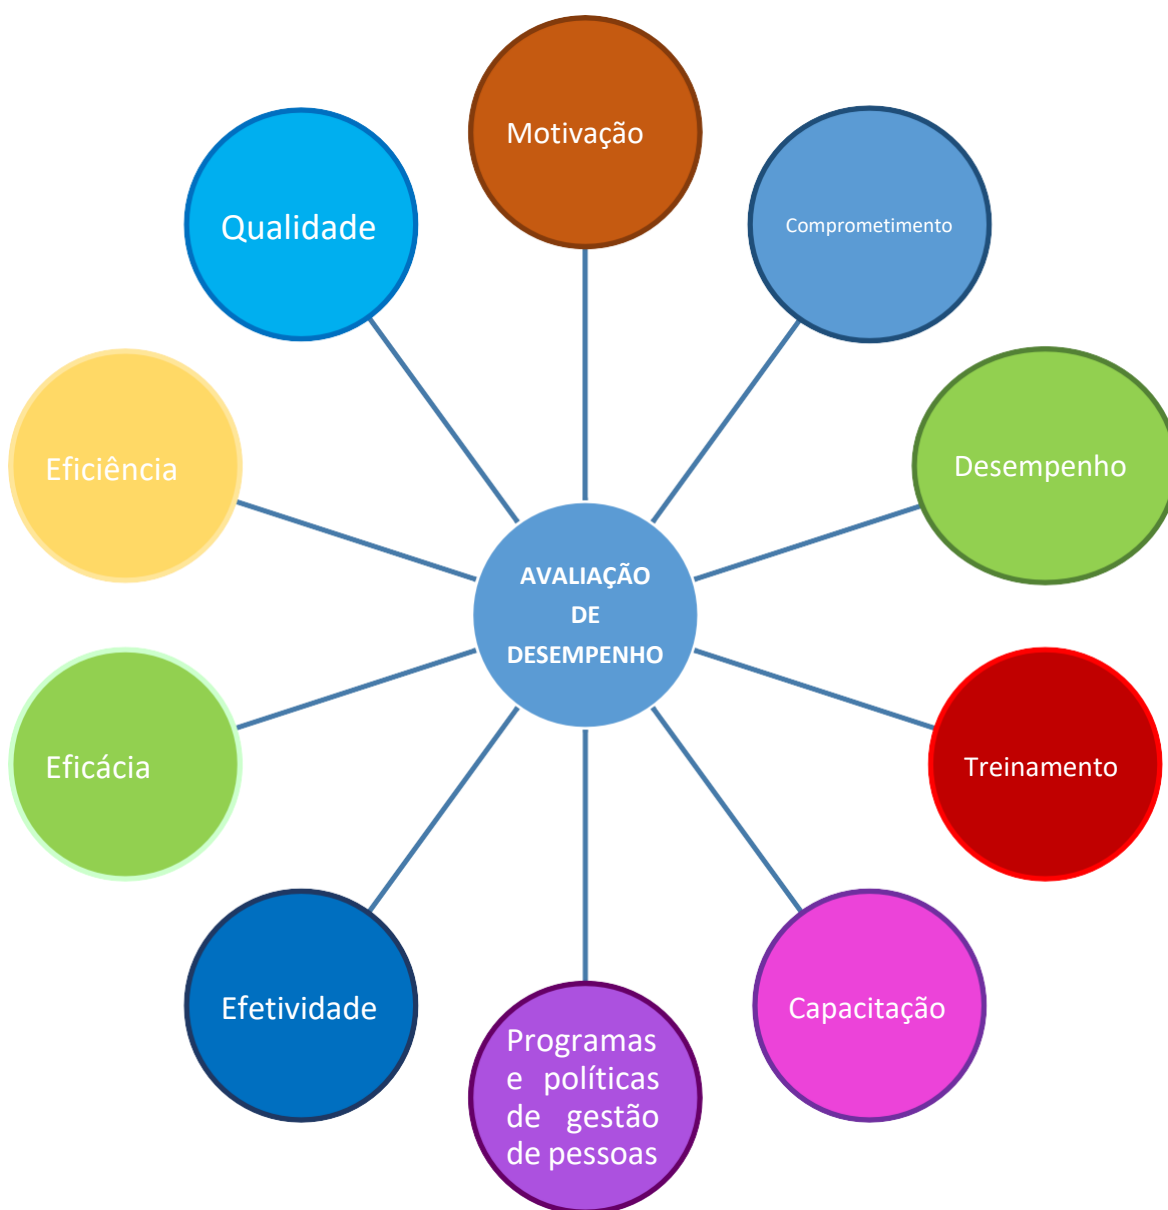 Motivação
Qualidade
Comprometimento
Eficiência
Desempenho
AVALIAÇÃO
DE
DESEMPENHO
Eficácia
Treinamento
Efetividade
Capacitação
Programas
e políticas
de gestão
de pessoas